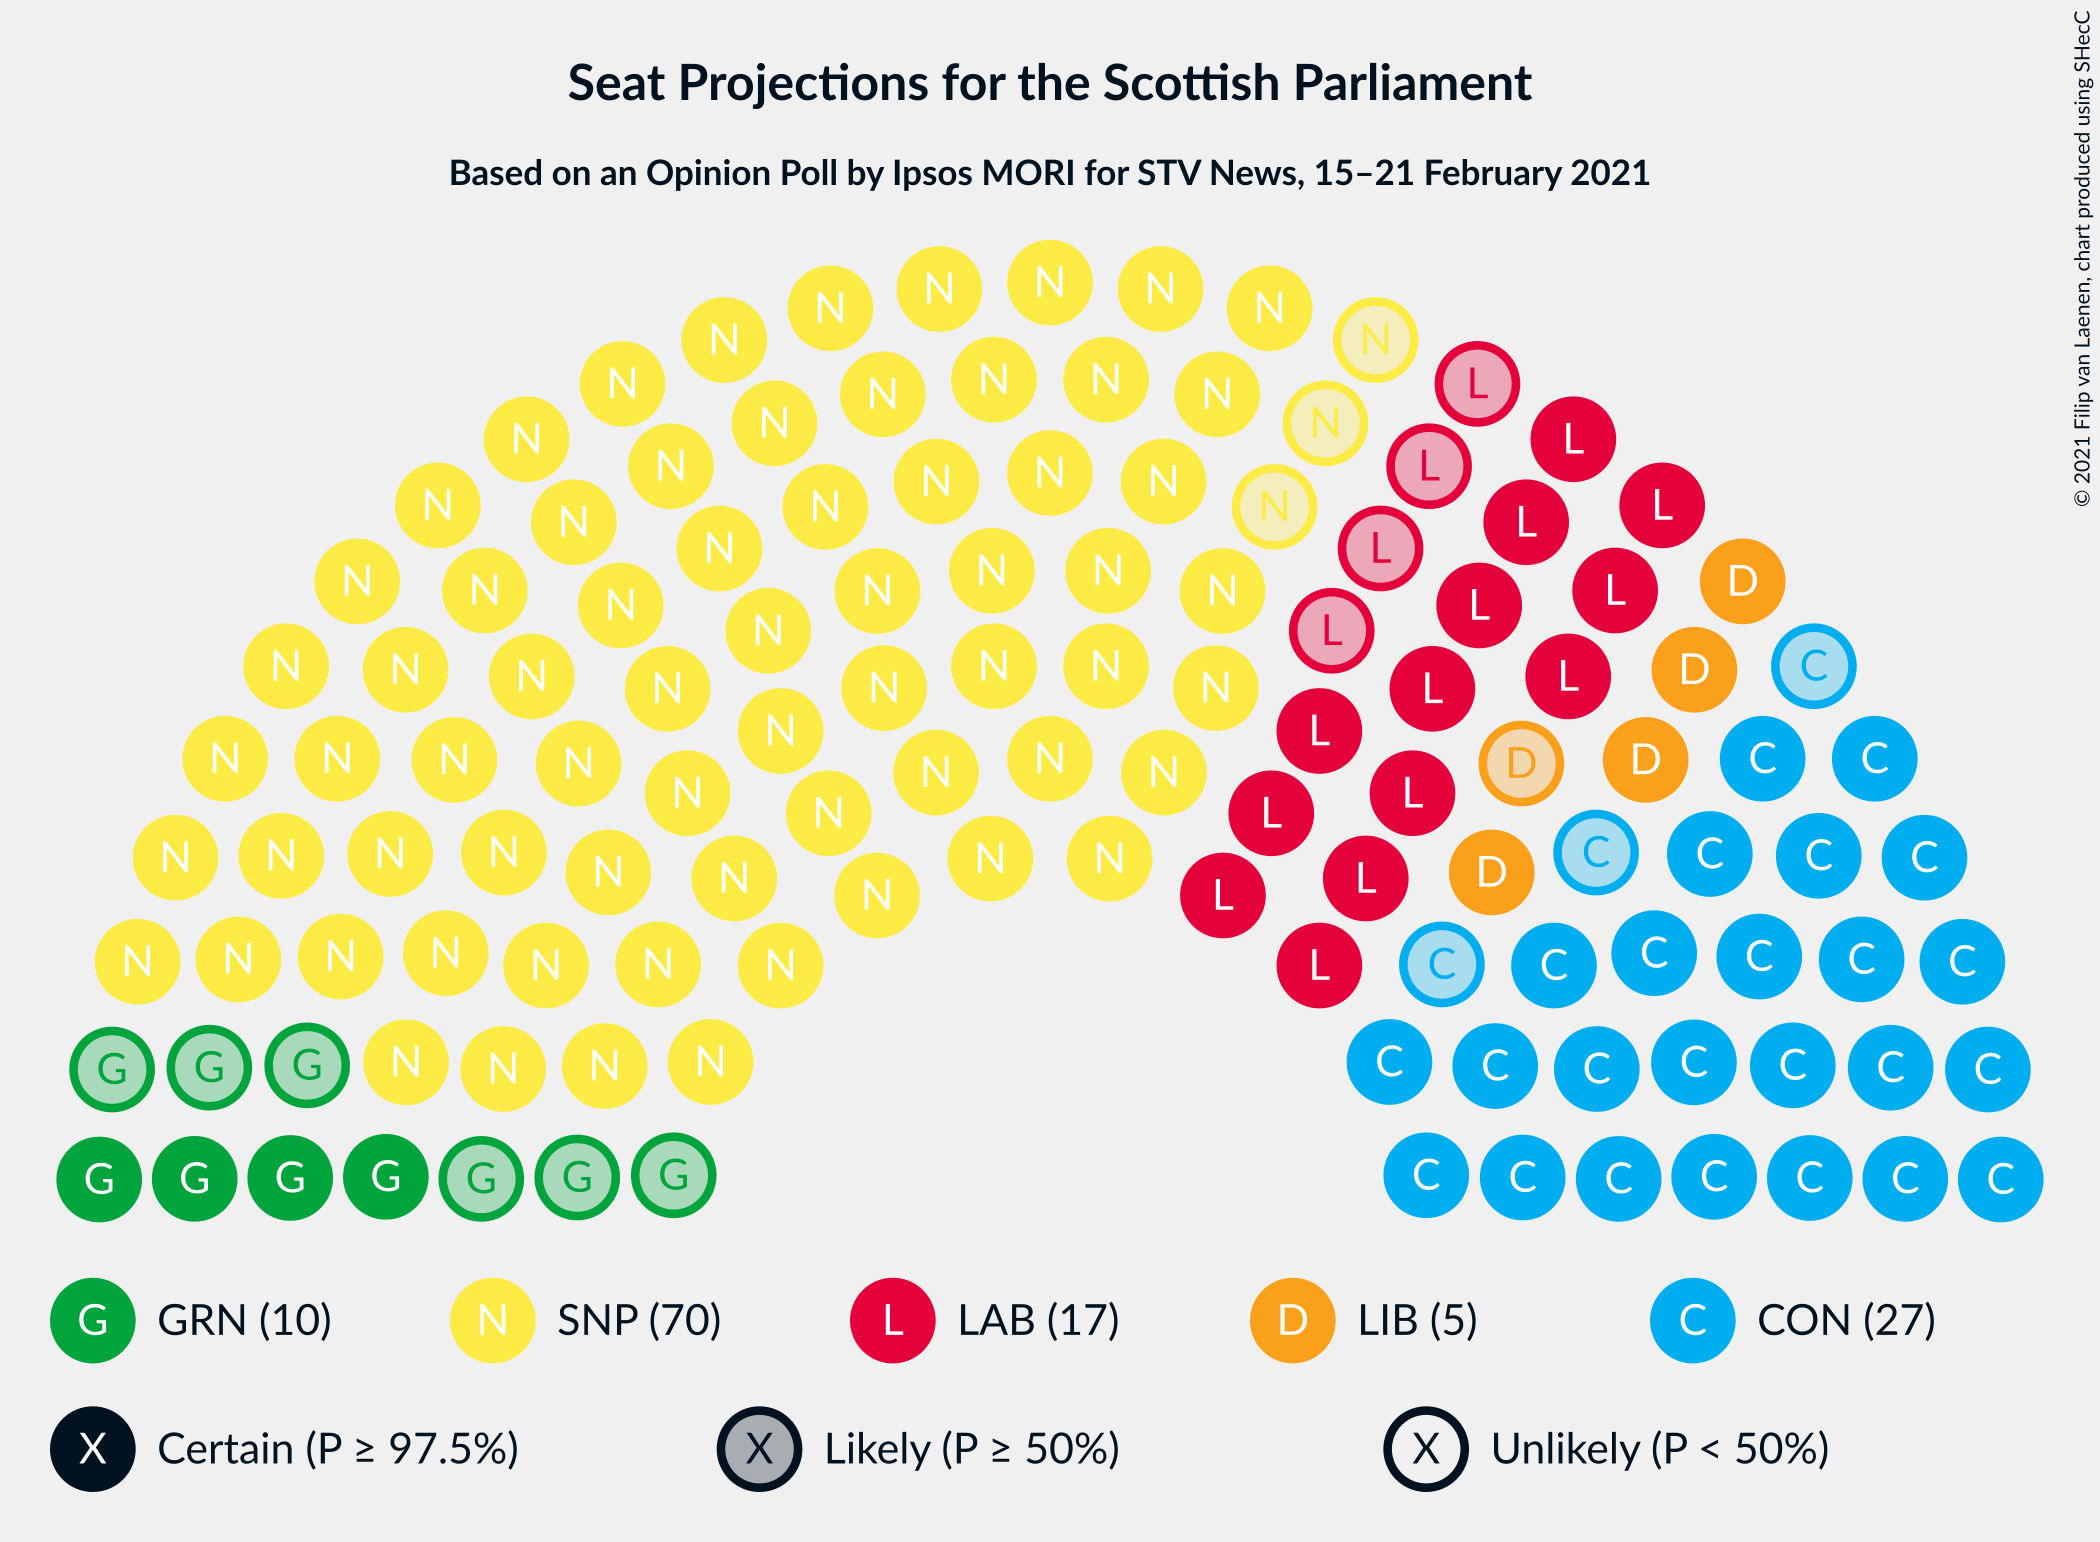 Seat Projections for the Scottish Parliament
Based on an Opinion Poll by Ipsos MORI for STV News, 15–21 February 2021
© 2021 Filip van Laenen, chart produced using SHecC
N N N N N
N N
N N N N N L
N N N L
N N N N L
N N N N L L
N L
N N N N N N N L L D
N L
N N N N N N N N L L D C
N N N N N N N N L D D C C
N N L L
N N N N N N N N N L L D C C C C
N N N N N N N L C C C C C C
G G G N N N N C C C C C C C
G G G G G G G C C C C C C C
G GRN (10) N SNP (70) L LAB (17) D LIB (5) C CON (27)
X Certain (P ≥ 97.5%) X Likely (P ≥ 50%) X Unlikely (P < 50%)